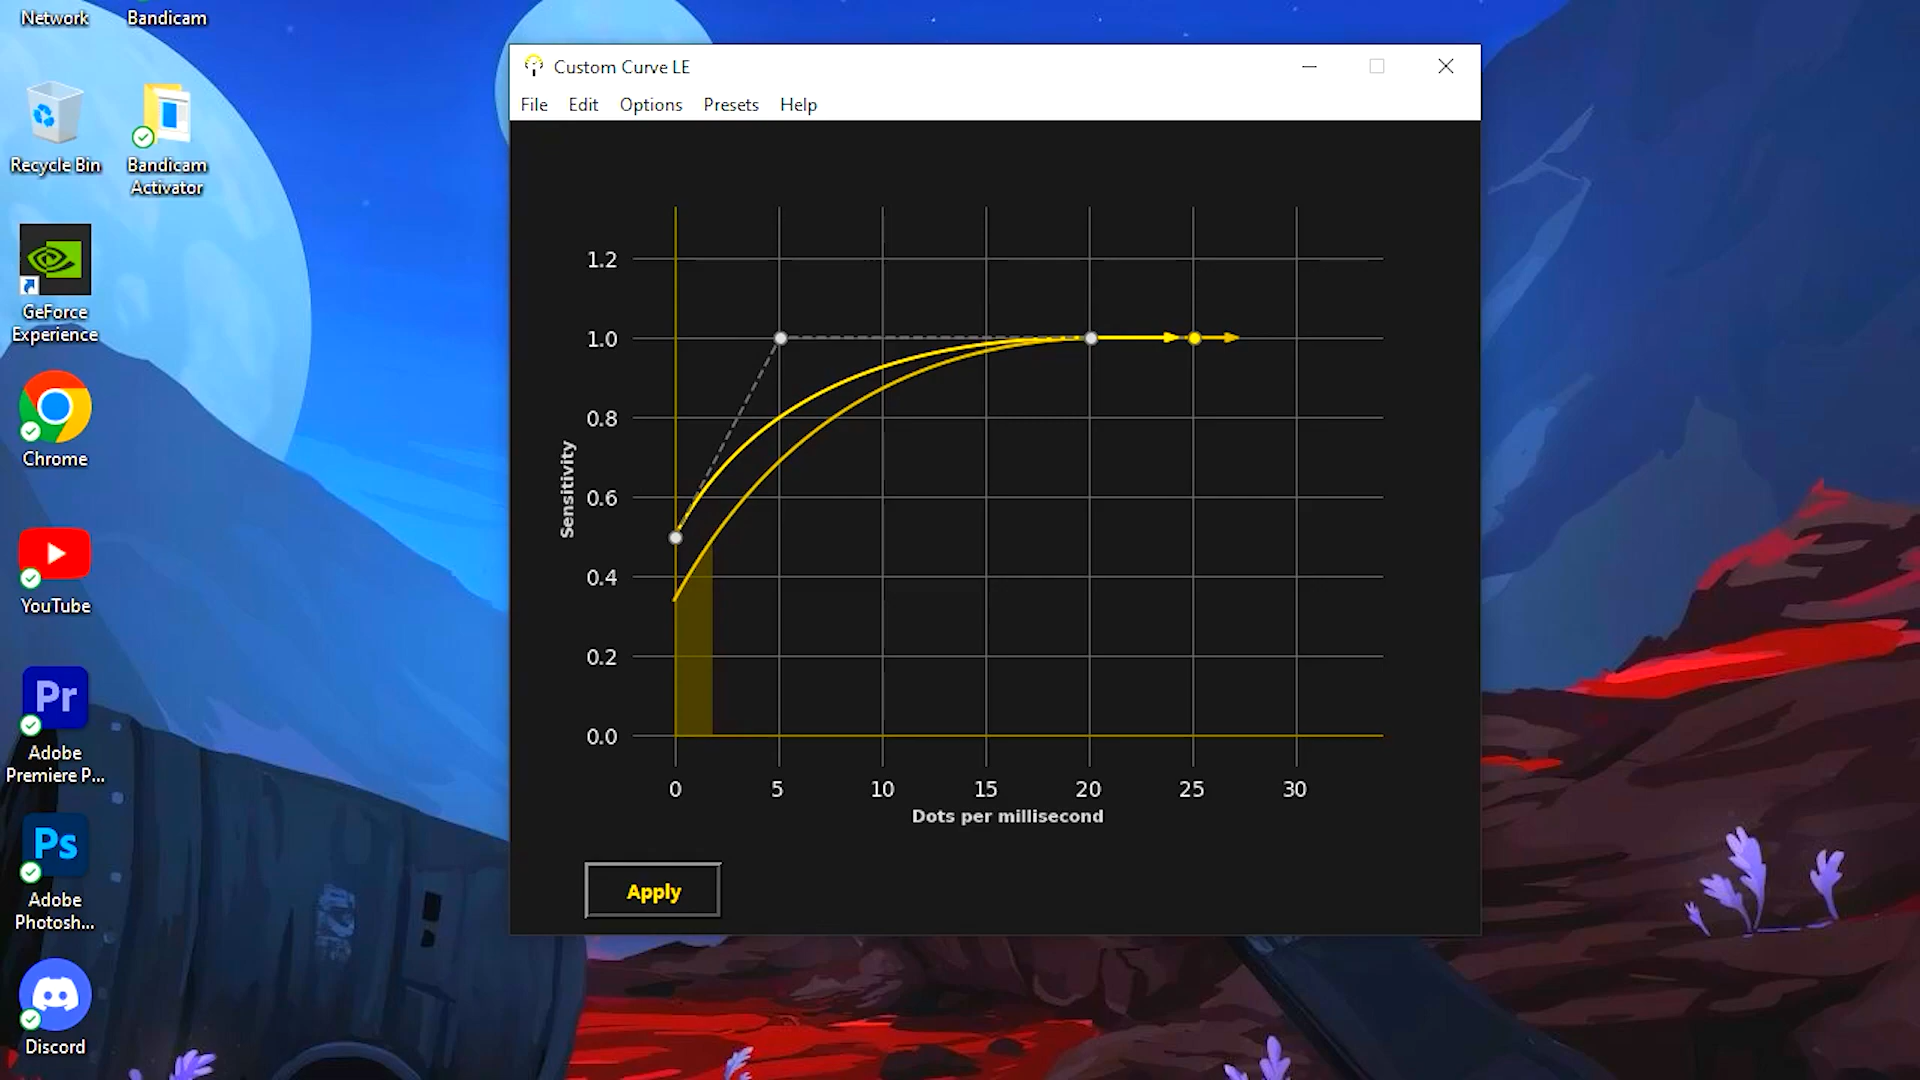 Network
Bandicam
Recycle Bin
Bandicam
Activator
GeForce
Experience
Chrome
YouTube
Pr
Adobe
Premiere P...
Ps
Adobe
Photosh...
Discord
Custom Curve LE
File Edit Options Presets Help
1.2
1.0
0.8
0.6
0.4
0.2
0.0
Sensitivity
0 5 10 15 20 25 30
Dots per millisecond
Apply